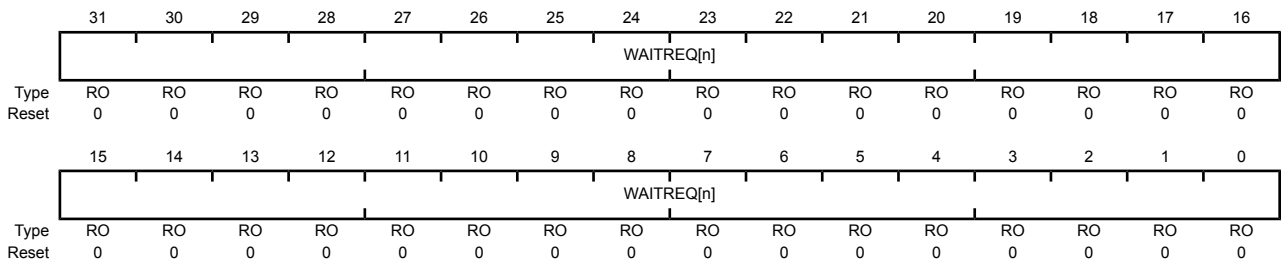 31 30 29 28 27 26 25 24 23 22 21 20 19 18 17 16
WAITREQ[n]
Type RO RO RO RO RO RO RO RO RO RO RO RO RO RO RO RO
Reset 0 0 0 0 0 0 0 0 0 0 0 0 0 0 0 0
15 14 13 12 11 10 9 8 7 6 5 4 3 2 1 0
WAITREQ[n]
Type RO RO RO RO RO RO RO RO RO RO RO RO RO RO RO RO
Reset 0 0 0 0 0 0 0 0 0 0 0 0 0 0 0 0